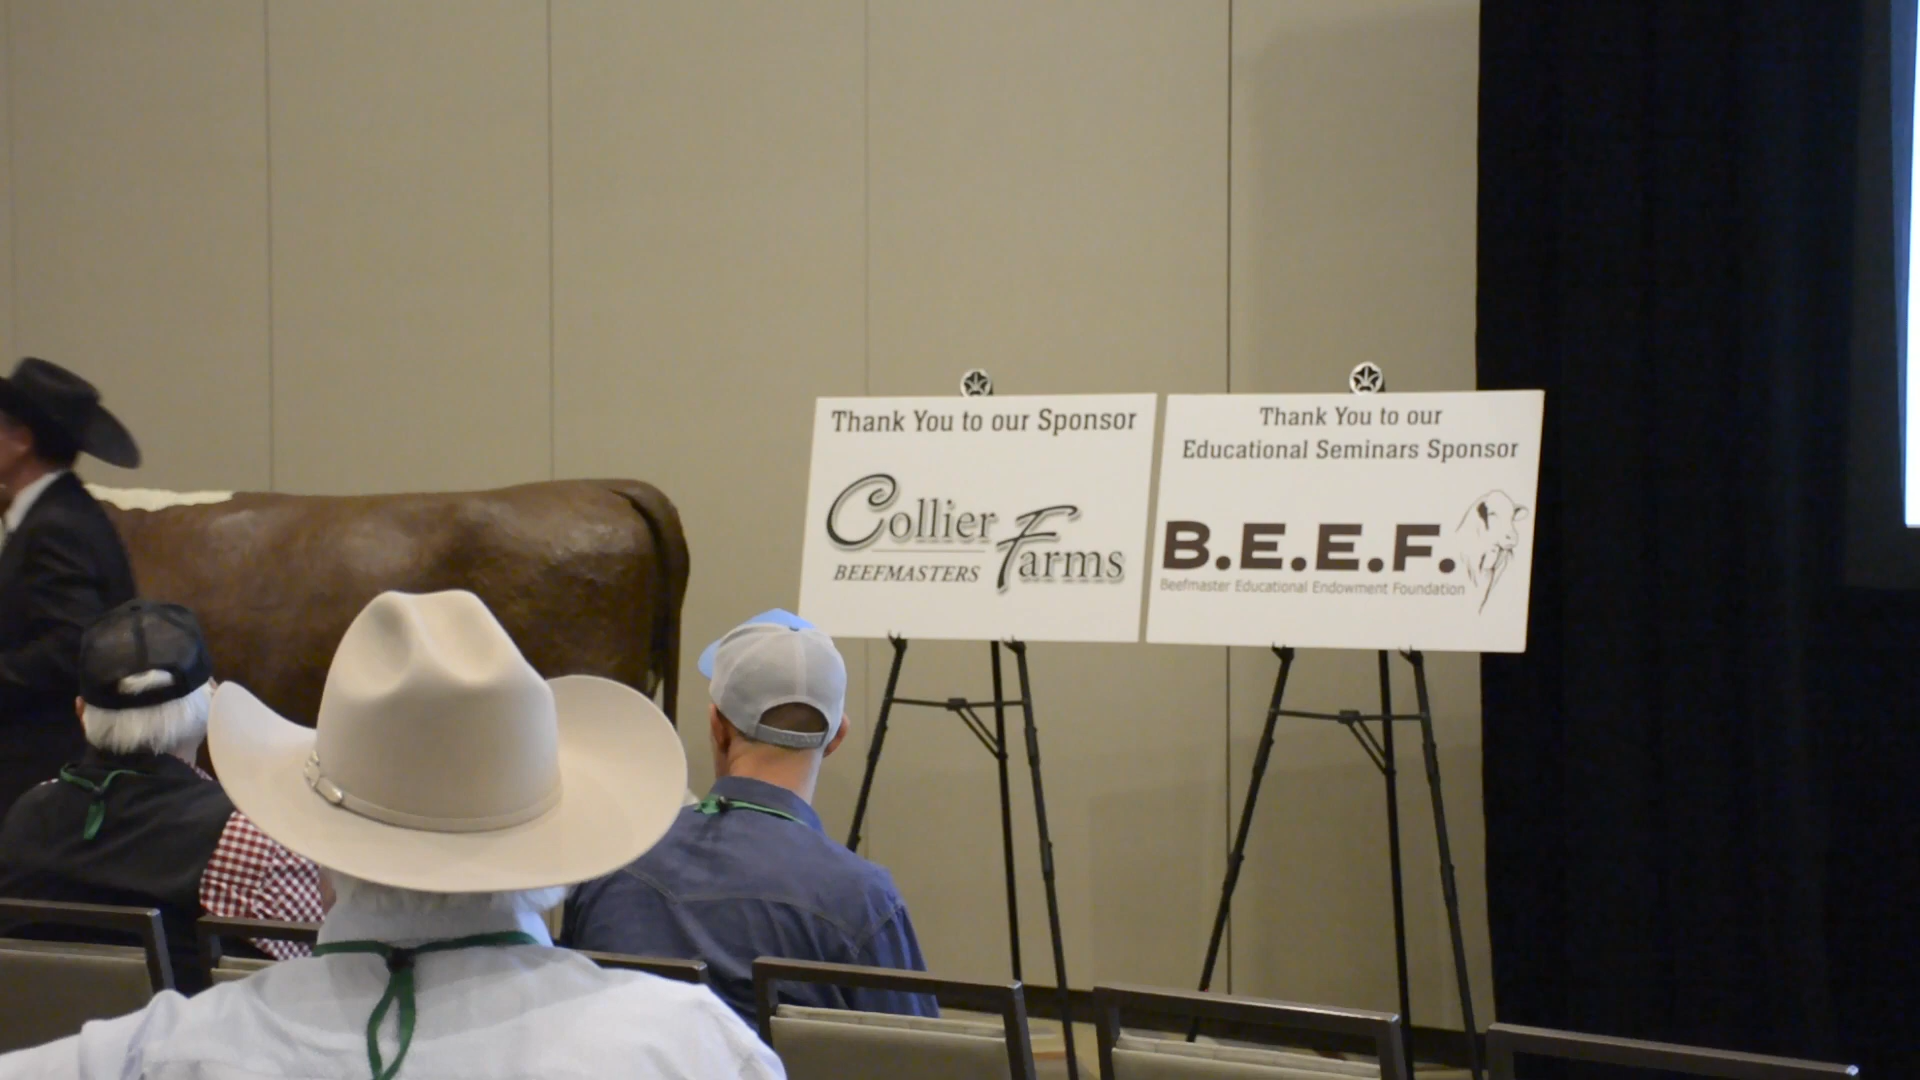 Thank You to our Sponsor
Collier Farms
BEEFMASTERS
Thank You to our
Educational Seminars Sponsor
B.E.E.F.
Beefmaster Educational Endowment Foundation